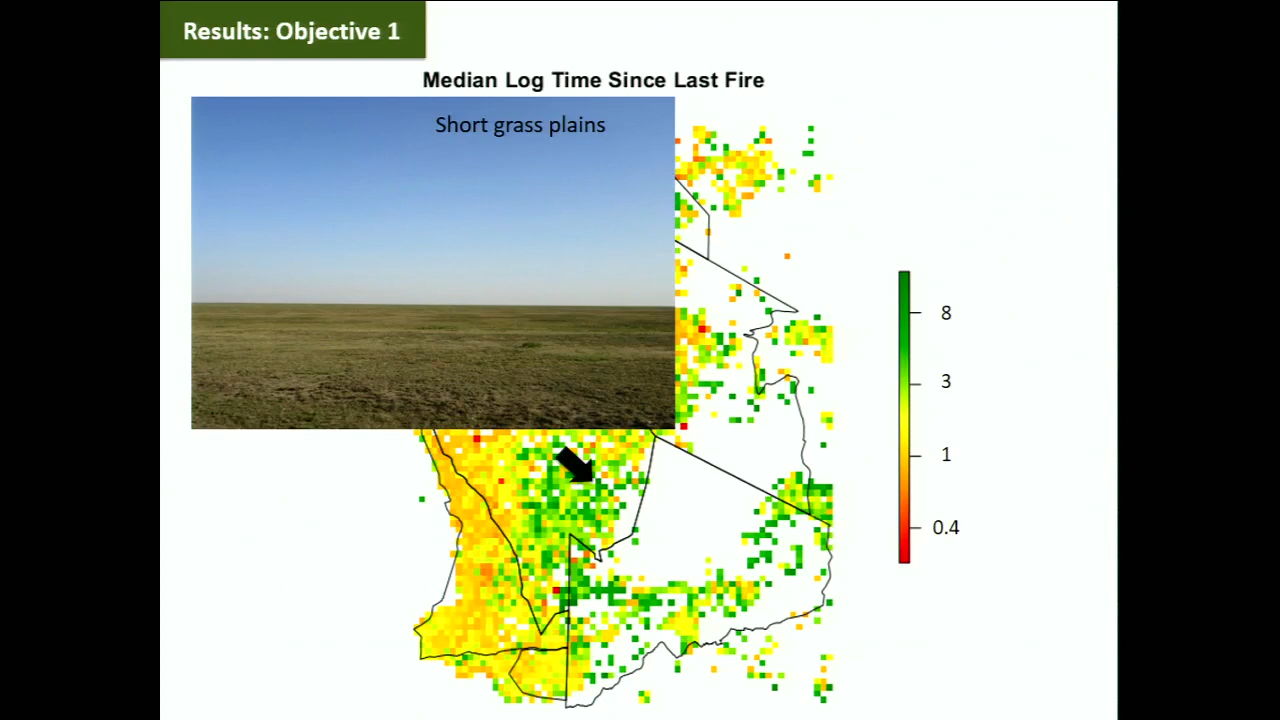 Results: Objective 1
Median Log Time Since Last Fire
Short grass plains
8
3
1
0.4